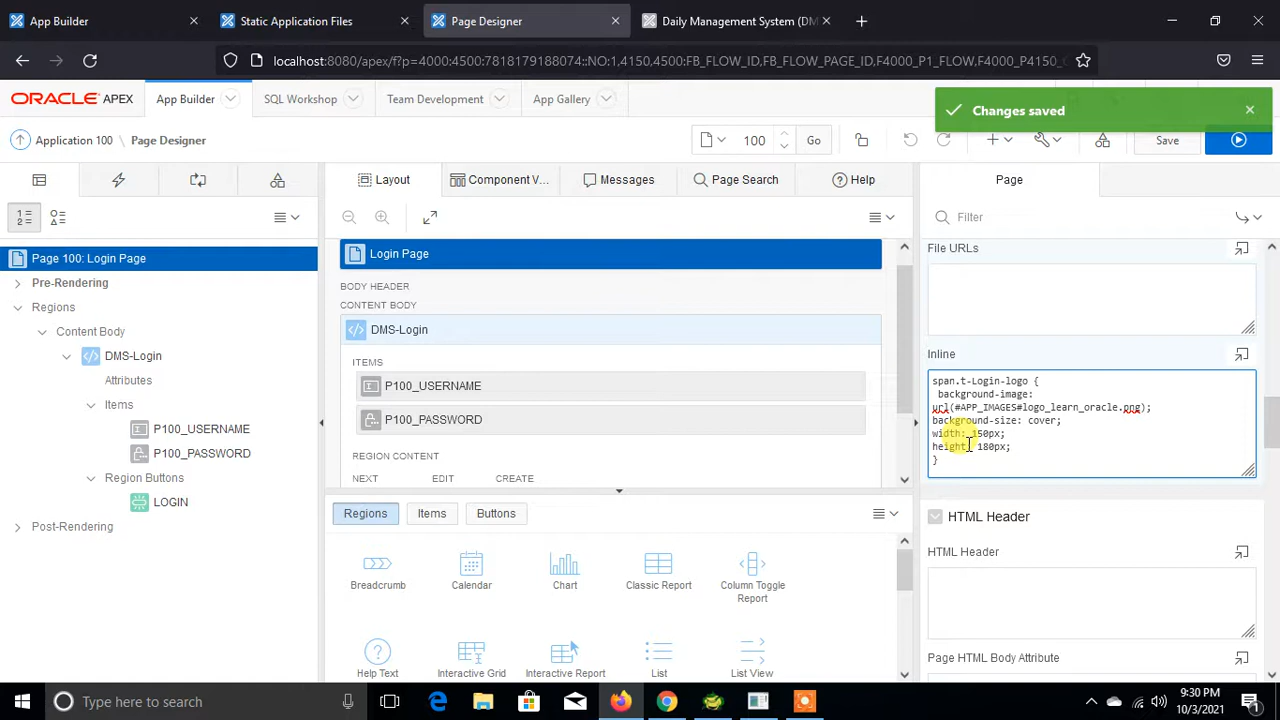 App Builder
Static Application Files
Page Designer
Daily Management System (DM
localhost:8080/apex/f?p=4000:4500:7818179188074::NO:1,4150,4500:FB_FLOW_ID,FB_FLOW_PAGE_ID,F4000_P1_FLOW,F4000_P4150_
ORACLE APEX
App Builder
SQL Workshop
Team Development
App Gallery
Changes saved
Application 100
Page Designer
100
Go
Save
Layout
Component V...
Messages
Page Search
Help
Page
Filter
Page 100: Login Page
Pre-Rendering
Regions
Content Body
DMS-Login
Attributes
Items
P100_USERNAME
P100_PASSWORD
Region Buttons
LOGIN
Post-Rendering
Login Page
BODY HEADER
CONTENT BODY
DMS-Login
ITEMS
P100_USERNAME
P100_PASSWORD
REGION CONTENT
NEXT EDIT CREATE
Regions
Items
Buttons
Breadcrumb
Calendar
Chart
Classic Report
Column Toggle
Report
Help Text
Interactive Grid
Interactive Report
List
List View
File URLs
Inline
span.t-Login-logo {
background-image:
url(#APP_IMAGES#logo_learn_oracle.png);
background-size: cover;
width: 150px;
height: 180px;
}
HTML Header
HTML Header
Page HTML Body Attribute
Type here to search
9:30 PM
10/3/2021